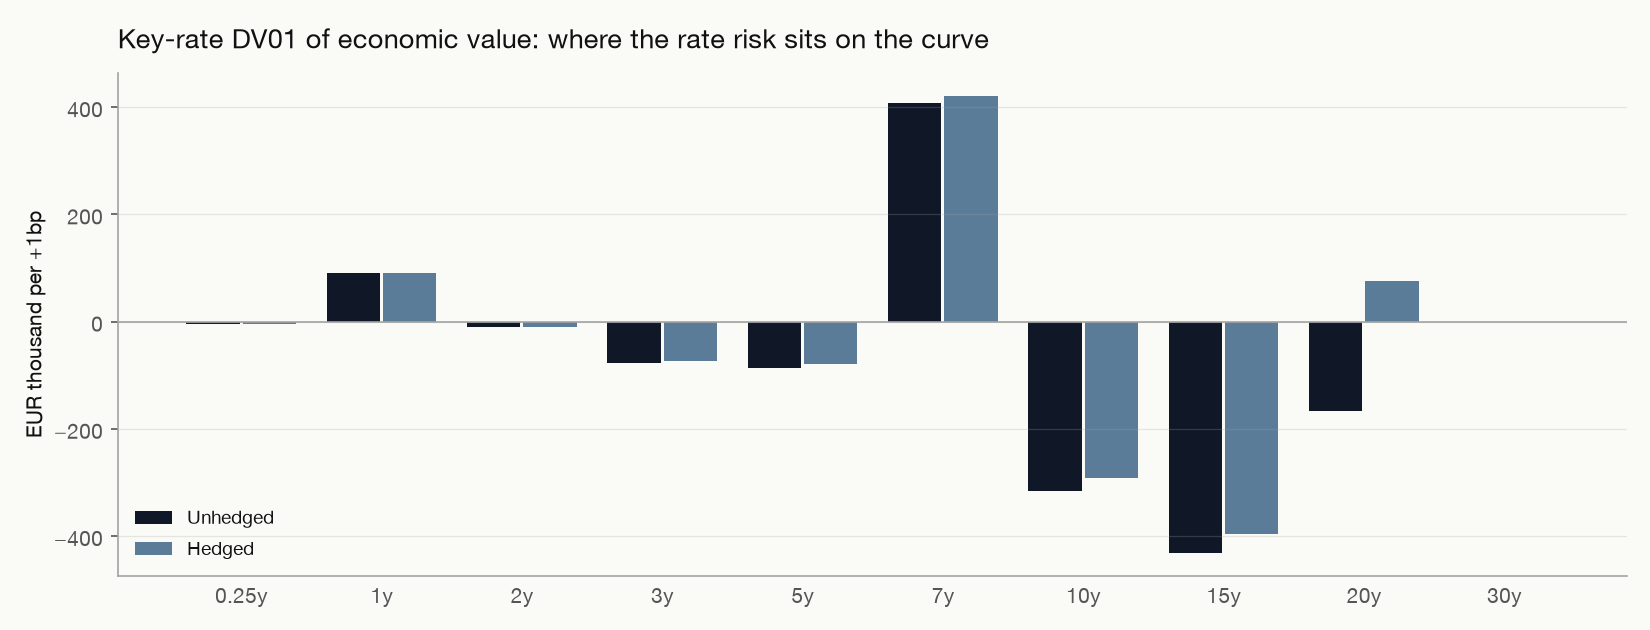 Key-rate DV01 of economic value: where the rate risk sits on the curve
EUR thousand per +1bp
400
200
0
−200
−400
Unhedged
Hedged
0.25y 1y 2y 3y 5y 7y 10y 15y 20y 30y